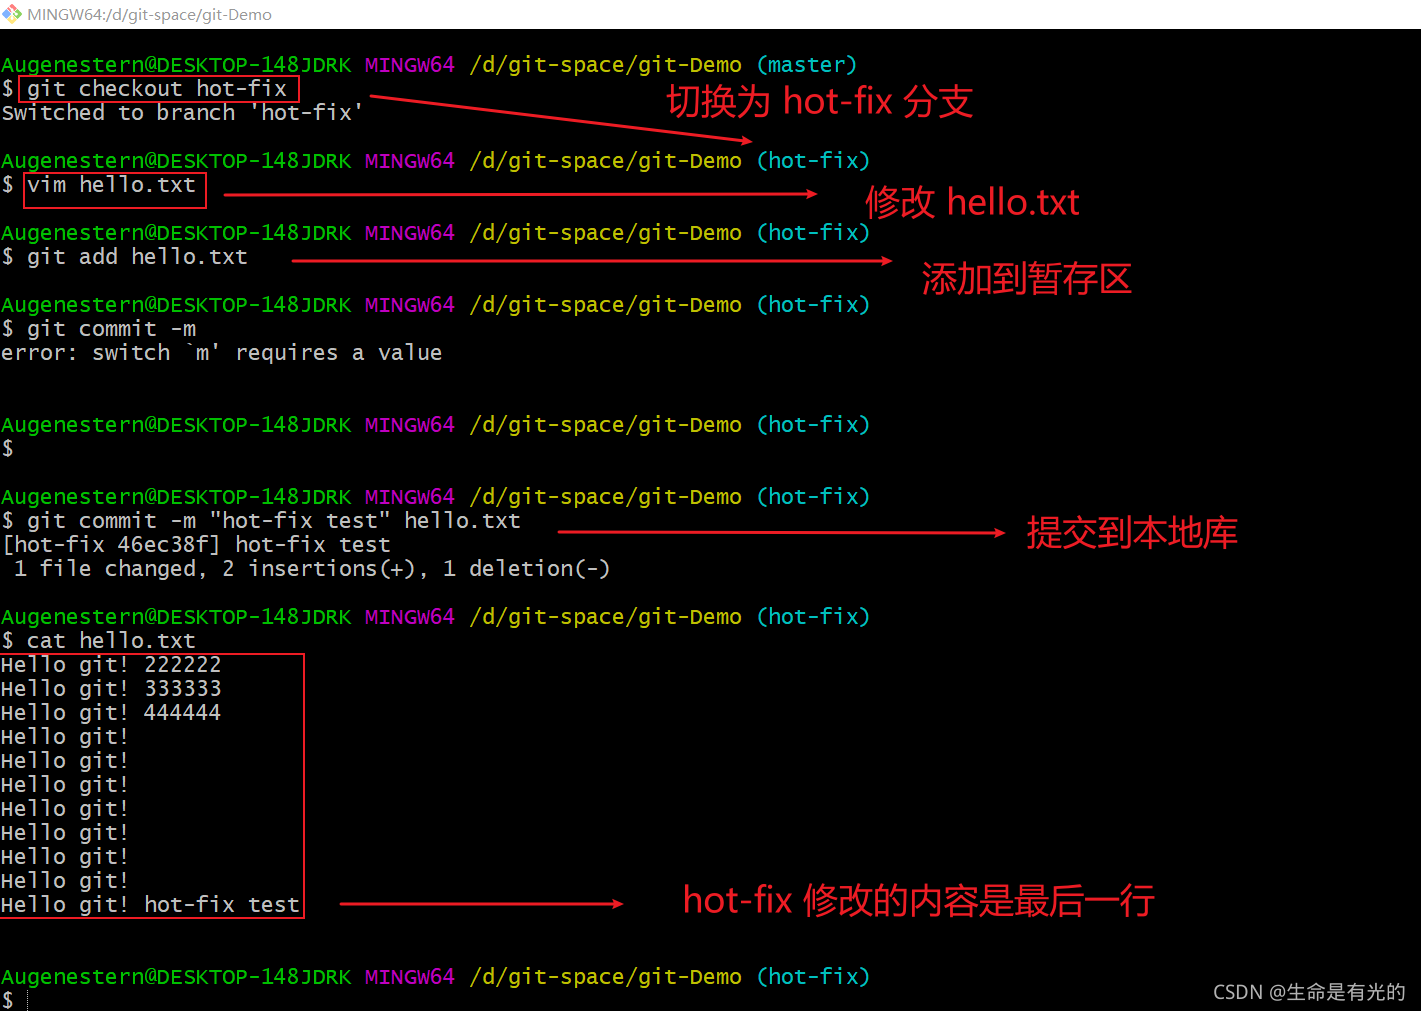 MINGW64:/d/git-space/git-Demo
Augenestern@DESKTOP-148JDRK MINGW64 /d/git-space/git-Demo (master)
$ git checkout hot-fix
切换为 hot-fix 分支
Switched to branch 'hot-fix'
Augenestern@DESKTOP-148JDRK MINGW64 /d/git-space/git-Demo (hot-fix)
$ vim hello.txt
修改 hello.txt
Augenestern@DESKTOP-148JDRK MINGW64 /d/git-space/git-Demo (hot-fix)
$ git add hello.txt
添加到暂存区
Augenestern@DESKTOP-148JDRK MINGW64 /d/git-space/git-Demo (hot-fix)
$ git commit -m
error: switch `m' requires a value
Augenestern@DESKTOP-148JDRK MINGW64 /d/git-space/git-Demo (hot-fix)
$
Augenestern@DESKTOP-148JDRK MINGW64 /d/git-space/git-Demo (hot-fix)
$ git commit -m "hot-fix test" hello.txt
提交到本地库
[hot-fix 46ec38f] hot-fix test
1 file changed, 2 insertions(+), 1 deletion(-)
Augenestern@DESKTOP-148JDRK MINGW64 /d/git-space/git-Demo (hot-fix)
$ cat hello.txt
Hello git! 222222
Hello git! 333333
Hello git! 444444
Hello git!
Hello git!
Hello git!
Hello git!
Hello git!
Hello git!
Hello git!
Hello git! hot-fix test
hot-fix 修改的内容是最后一行
Augenestern@DESKTOP-148JDRK MINGW64 /d/git-space/git-Demo (hot-fix)
$
CSDN @生命是有光的